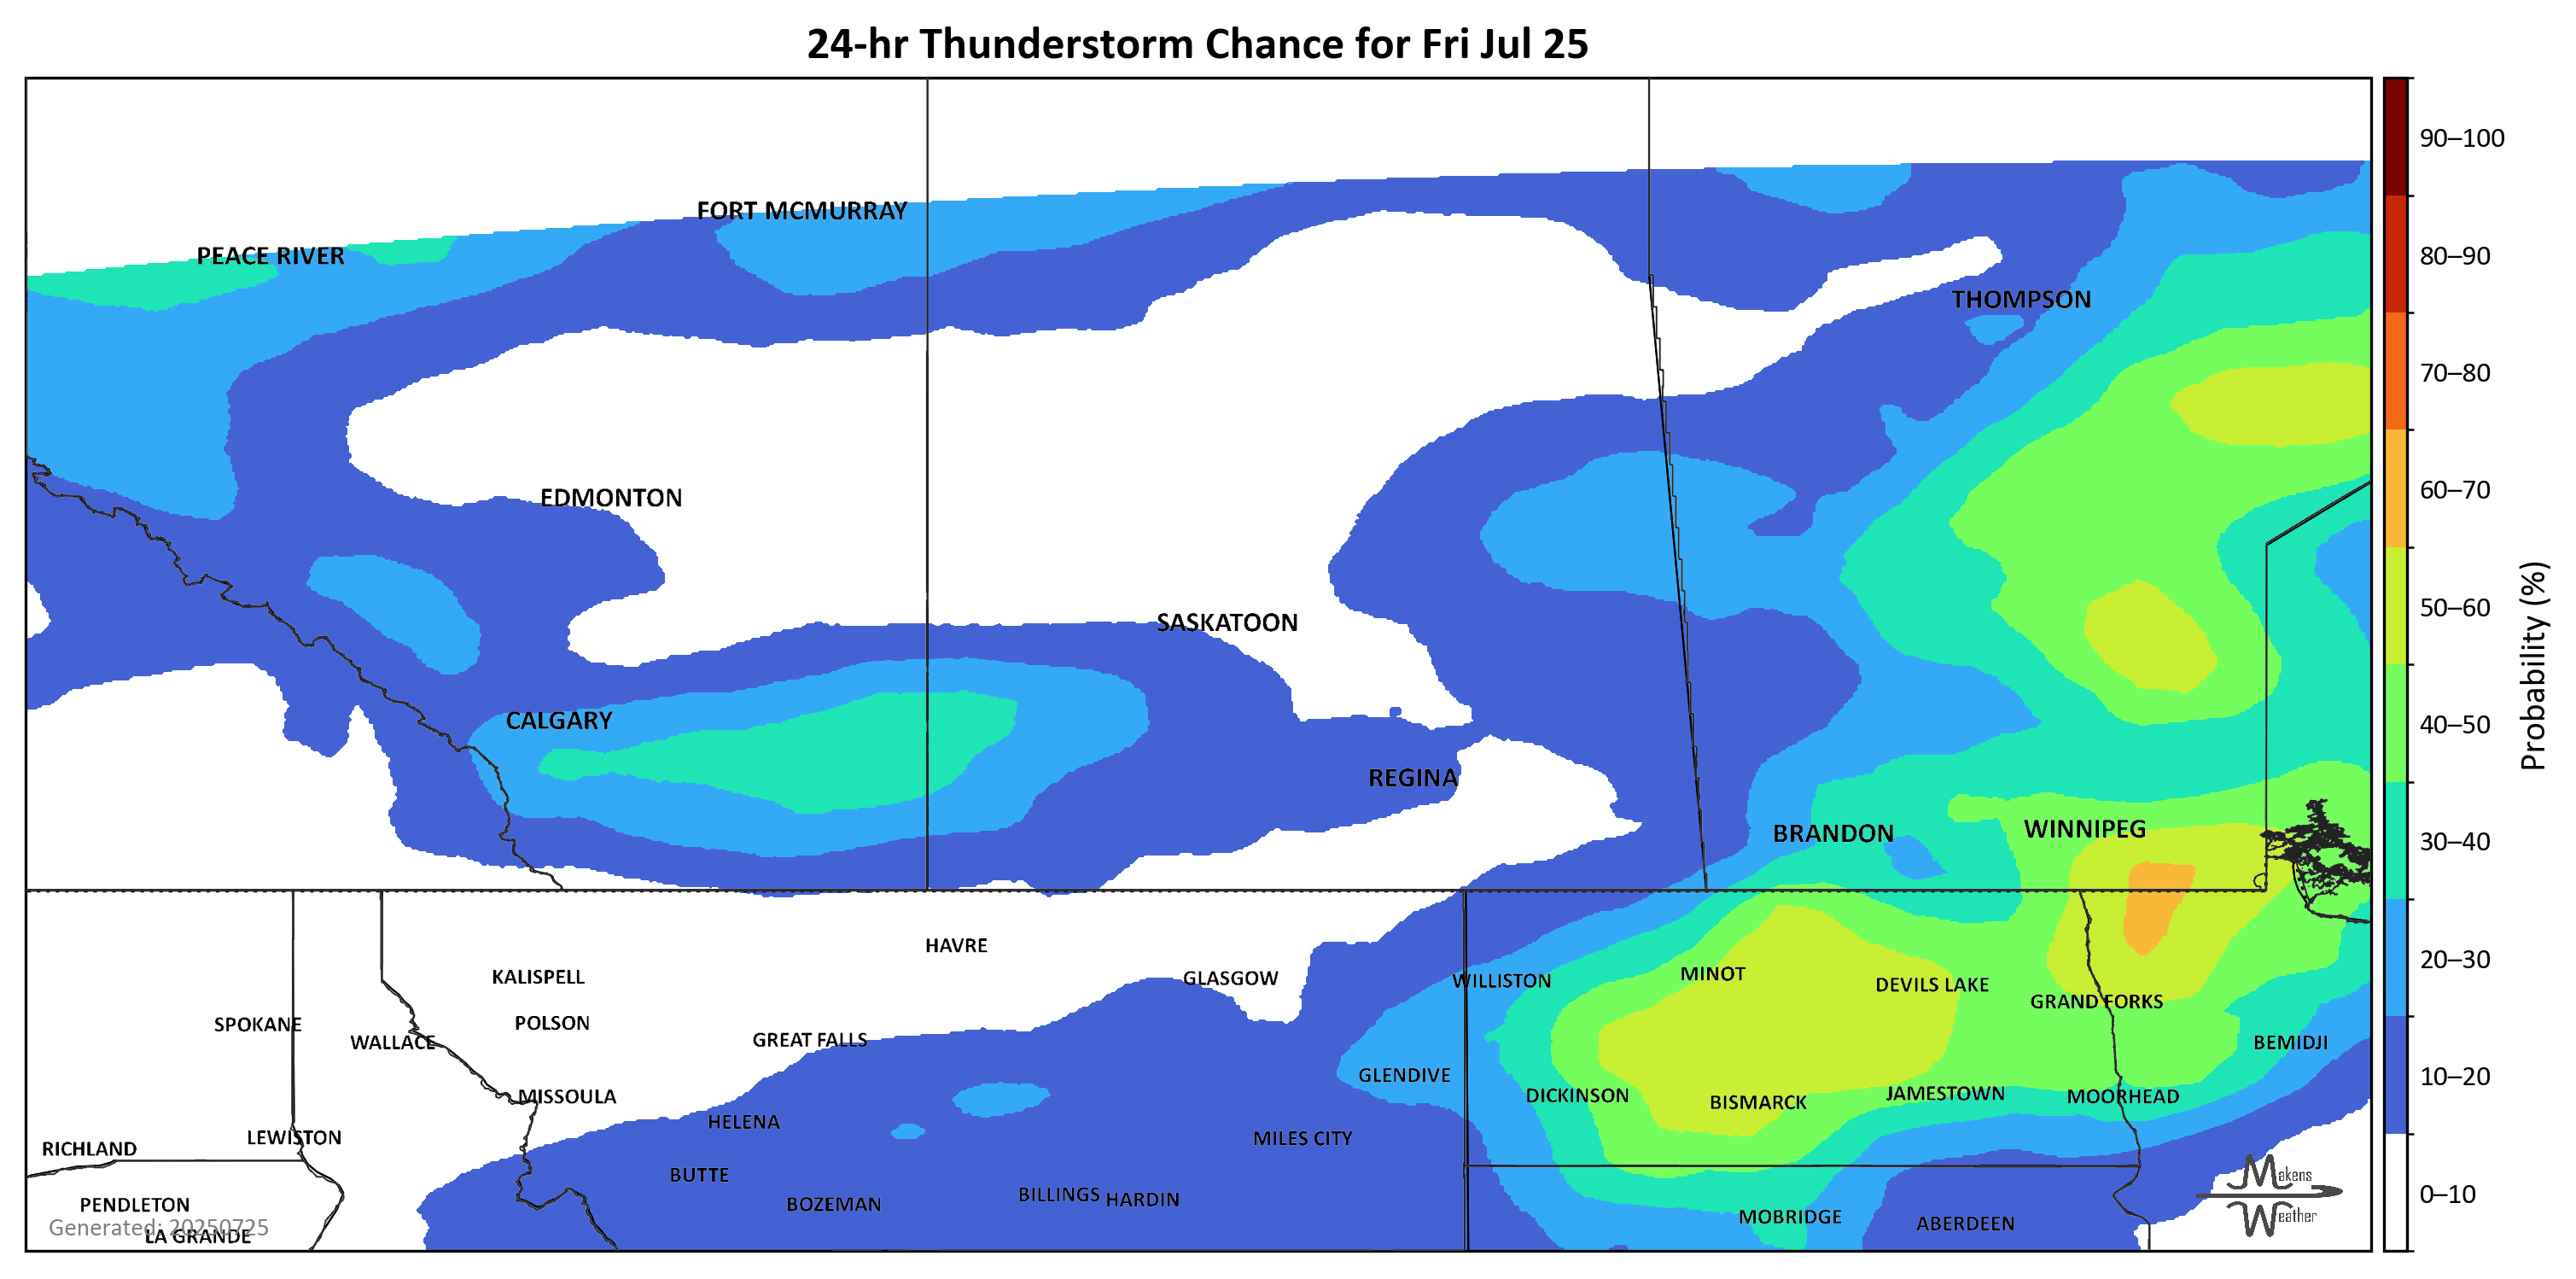 24-hr Thunderstorm Chance for Fri Jul 25
90–100
FORT MCMURRAY
PEACE RIVER
80–90
THOMPSON
70–80
EDMONTON
60–70
SASKATOON
50–60
Probability (%)
CALGARY
40–50
REGINA
WINNIPEG
BRANDON
30–40
HAVRE
20–30
KALISPELL
GLASGOW
WILLISTON
MINOT
DEVILS LAKE
GRAND FORKS
SPOKANE
POLSON
WALLACE
GREAT FALLS
BEMIDJI
GLENDIVE
10–20
MISSOULA
DICKINSON
BISMARCK
JAMESTOWN
MOORHEAD
HELENA
LEWISTON
MILES CITY
RICHLAND
BUTTE
Makens
Weather
0–10
PENDLETON
BOZEMAN
BILLINGS
HARDIN
MOBRIDGE
ABERDEEN
Generated: 20250725
LA GRANDE